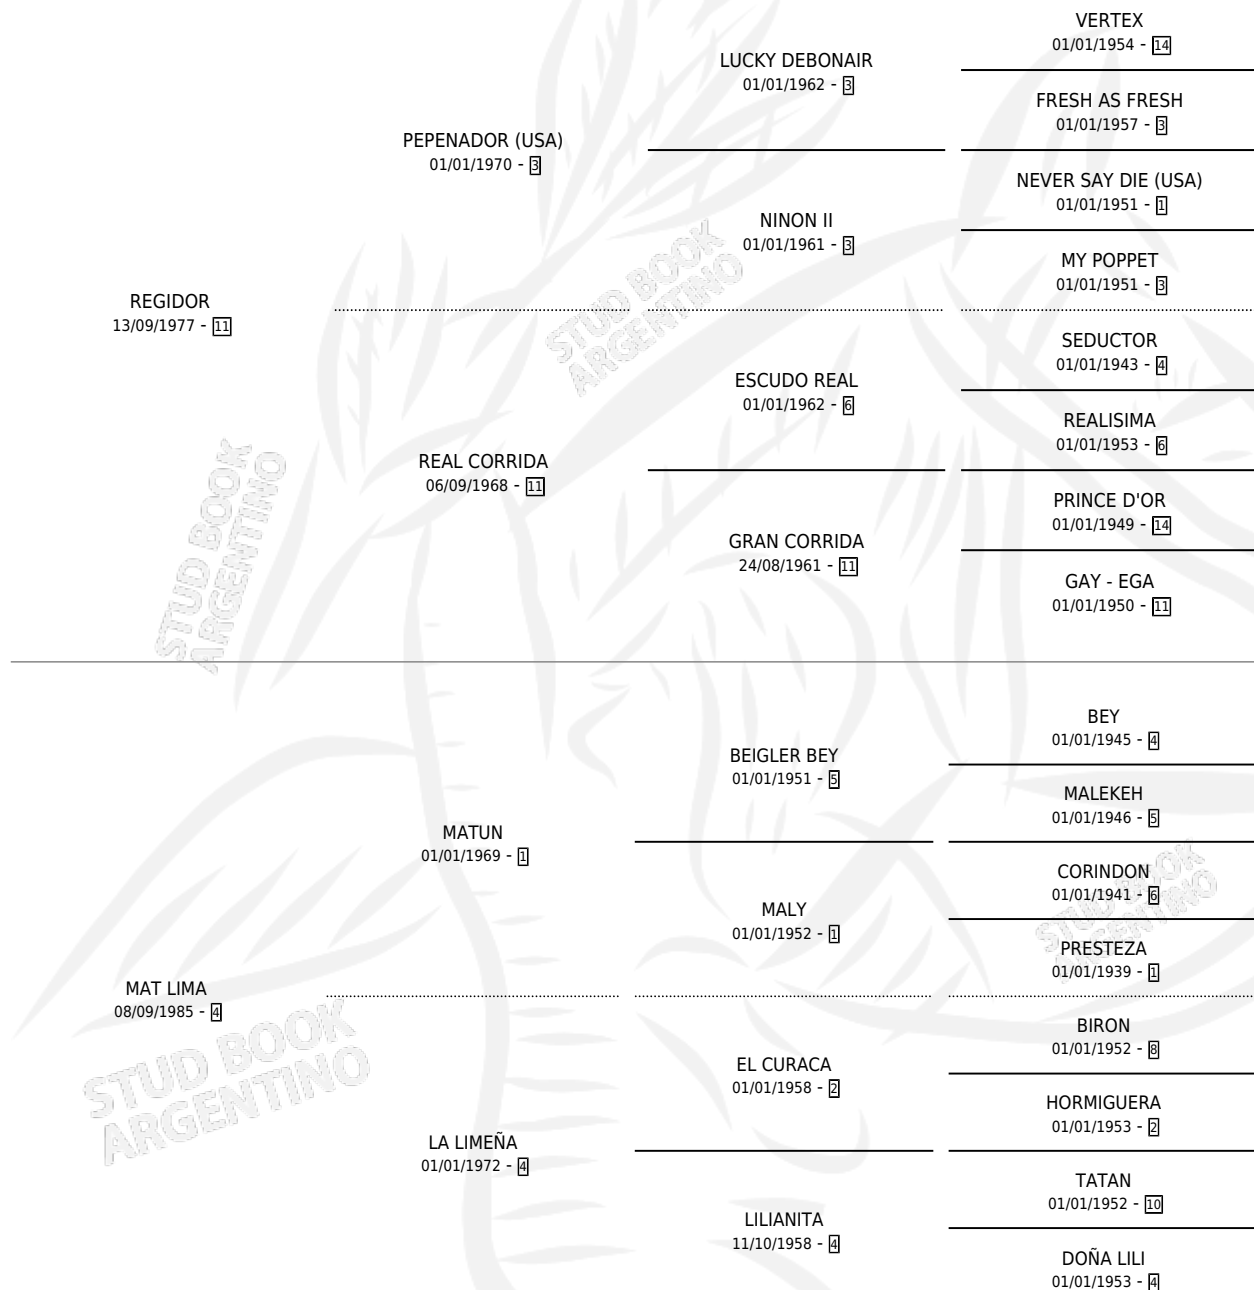 VERTEX
01/01/1954 - 14
LUCKY DEBONAIR
01/01/1962 - 3
FRESH AS FRESH
01/01/1957 - 3
PEPENADOR (USA)
01/01/1970 - 3
NEVER SAY DIE (USA)
01/01/1951 - 1
NINON II
01/01/1961 - 3
MY POPPET
01/01/1951 - 3
REGIDOR
13/09/1977 - 11
SEDUCTOR
01/01/1943 - 4
ESCUDO REAL
01/01/1962 - 6
REALISIMA
01/01/1953 - 6
REAL CORRIDA
06/09/1968 - 11
PRINCE D'OR
01/01/1949 - 14
GRAN CORRIDA
24/08/1961 - 11
GAY - EGA
01/01/1950 - 11
BEY
01/01/1945 - 4
BEIGLER BEY
01/01/1951 - 5
MALEKEH
01/01/1946 - 5
MATUN
01/01/1969 - 1
CORINDON
01/01/1941 - 6
MALY
01/01/1952 - 1
PRESTEZA
01/01/1939 - 1
MAT LIMA
08/09/1985 - 4
BIRON
01/01/1952 - 8
EL CURACA
01/01/1958 - 2
HORMIGUERA
01/01/1953 - 2
LA LIMEÑA
01/01/1972 - 4
TATAN
01/01/1952 - 10
LILIANITA
11/10/1958 - 4
DOÑA LILI
01/01/1953 - 4
STUD BOOK
ARGENTINO
STUD BOOK
ARGENTINO
STUD BOOK
ARGENTINO
STUD BOOK
ARGENTINO